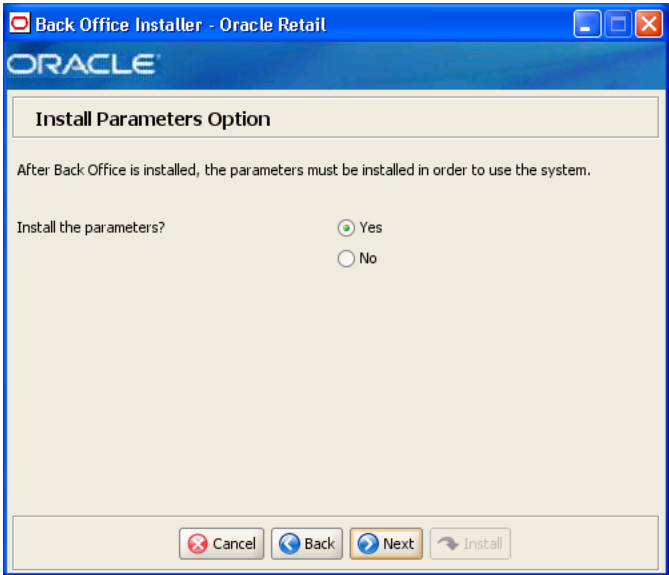 Back Office Installer - Oracle Retail
ORACLE
Install Parameters Option
After Back Office is installed, the parameters must be installed in order to use the system.
Install the parameters?
Yes
No
Cancel
Back
Next
Install